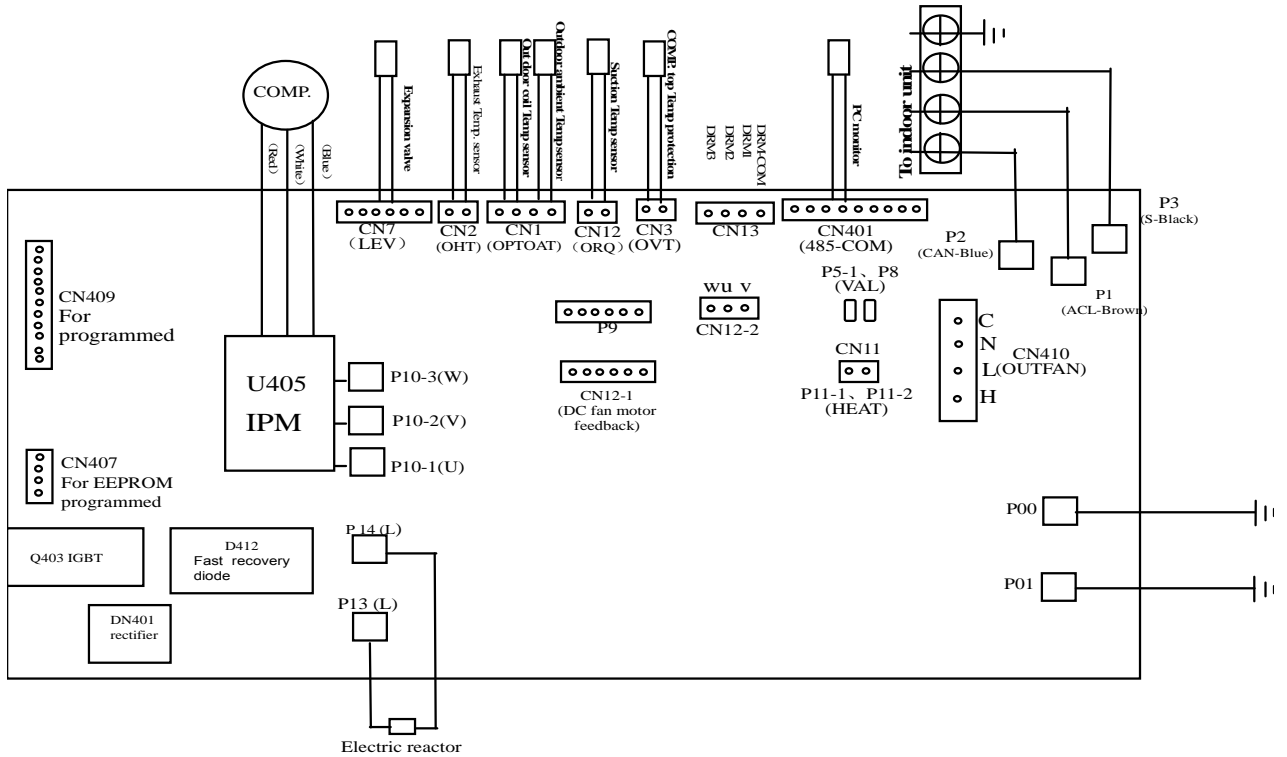 COMP.
(Red)
(White)
(Blue)
Expansion valve
Exhaust Temp. sensor
Out door coil Temp sensor
Outdoor ambient Temp sensor
Suction Temp sensor
COMP. top Temp protection
DRM3
DRM2
DRM1
DRM-COM
PC monitor
To indoor unit
CN7
(LEV)
CN2
(OHT)
CN1
(OPTOAT)
CN12
(ORQ)
CN3
(OVT)
CN13
CN401
(485-COM)
P2
(CAN-Blue)
P3
(S-Black)
P1
(ACL-Brown)
CN409
For
programmed
U405
IPM
P10-3(W)
P10-2(V)
P10-1(U)
P9
CN12-1
(DC fan motor
feedback)
wu v
CN12-2
P5-1、P8
(VAL)
CN11
P11-1、P11-2
(HEAT)
C
N
L
H
CN410
(OUTFAN)
CN407
For EEPROM
programmed
Q403 IGBT
D412
Fast recovery
diode
DN401
rectifier
P 14 (L)
P13 (L)
P00
P01
Electric reactor